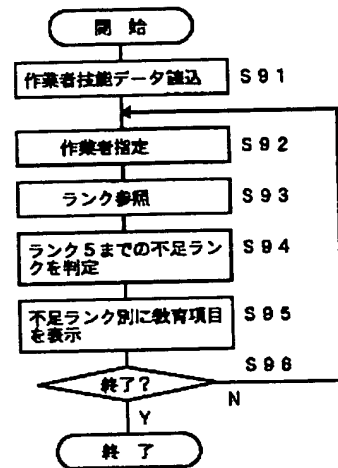 開 始
作業者技能データ読込 S91
作業者指定 S92
ランク参照 S93
ランク5までの不足ラン
クを判定 S94
不足ランク別に教育項目
を表示 S95
S96
終了?
N
Y
終 了